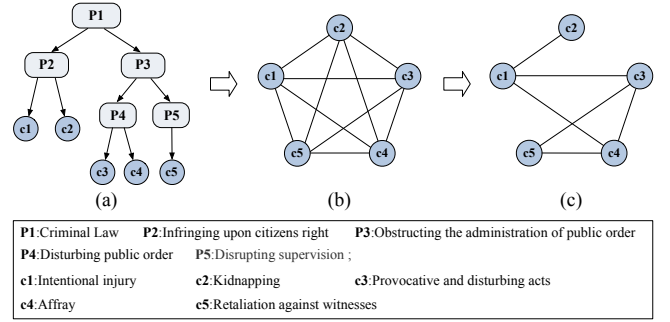 P1
P2
P3
c1
c2
P4
P5
c3
c4
c5
(a)
c2
c1
c3
c5
c4
(b)
c2
c1
c3
c5
c4
(c)
P1:Criminal Law P2:Infringing upon citizens right P3:Obstructing the administration of public order
P4:Disturbing public order P5:Disrupting supervision ;
c1:Intentional injury c2:Kidnapping c3:Provocative and disturbing acts
c4:Affray c5:Retaliation against witnesses